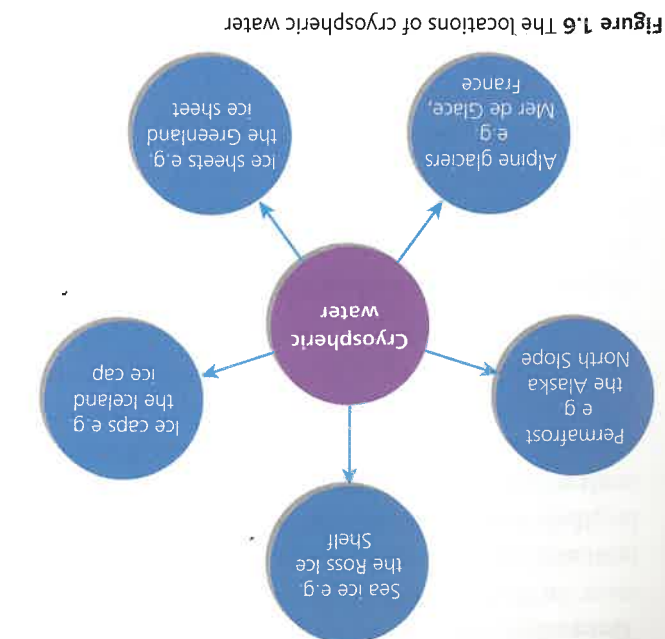 Sea ice e.g.
the Ross Ice
Shelf
Permafrost
e g
the Alaska
North Slope
Ice caps e.g.
the Iceland
ice cap
Cryospheric
water
Alpine glaciers
e.g.
Mer de Glace,
France
Ice sheets e.g.
the Greenland
ice sheet
Figure 1.6 The locations of cryospheric water